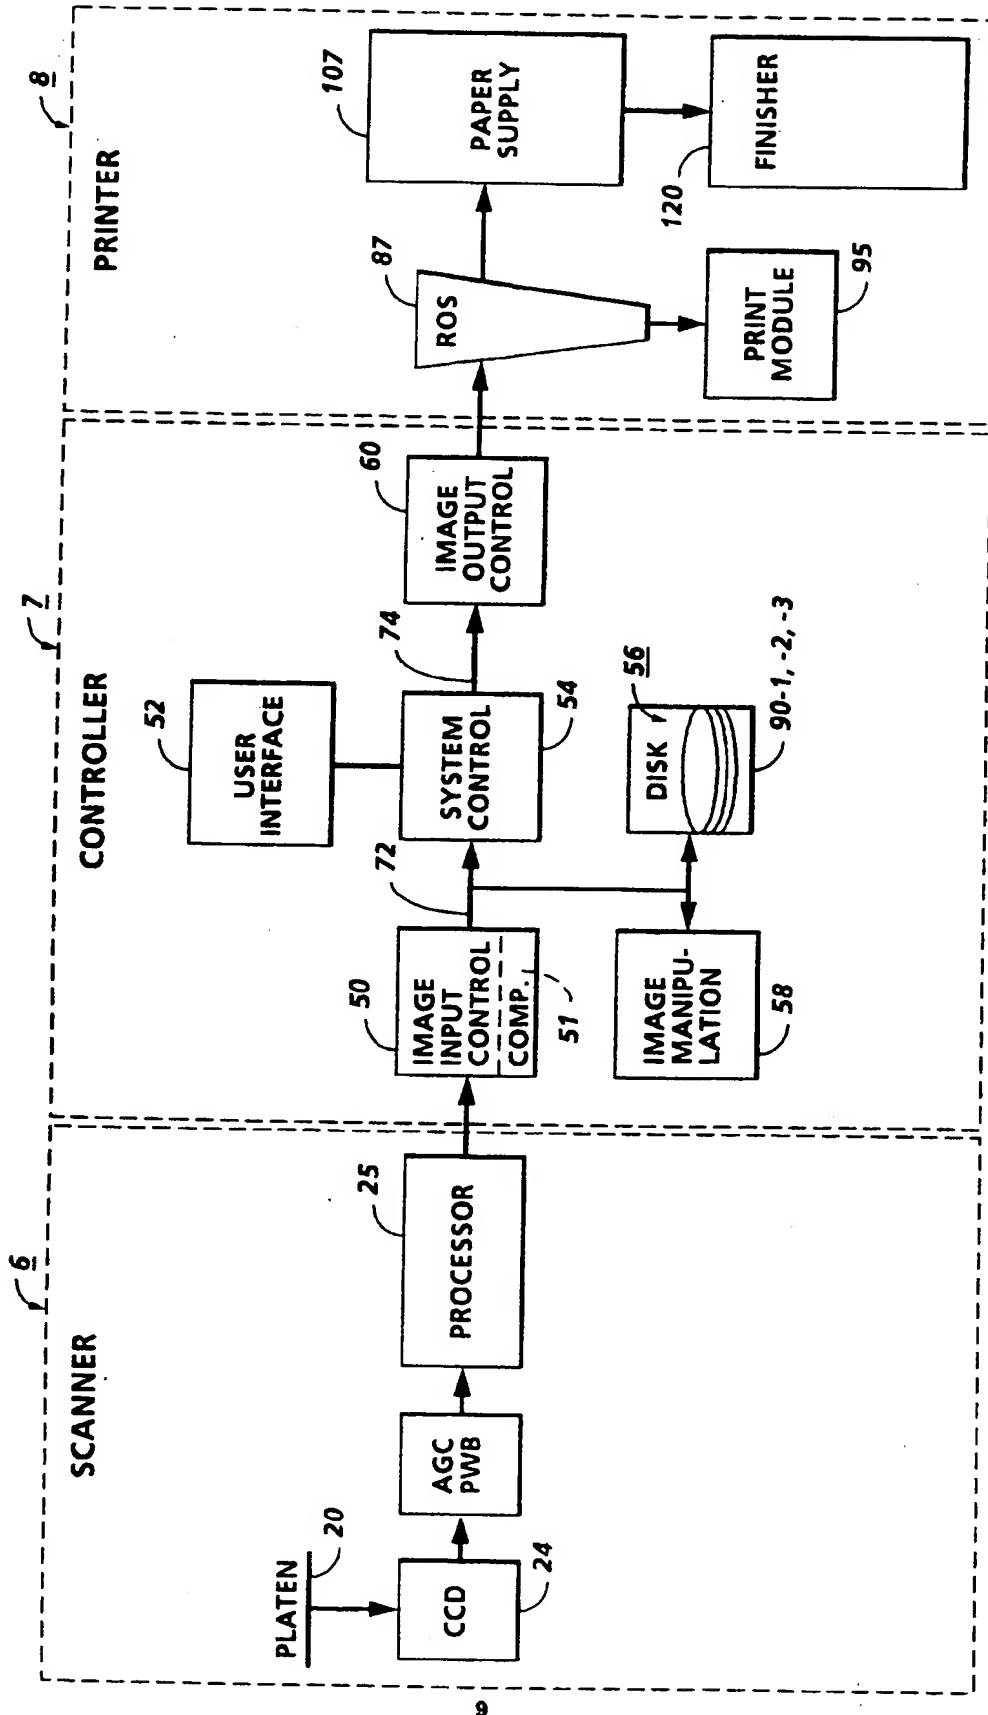 6
SCANNER
PLATEN
20
CCD
24
AGC
PWB
PROCESSOR
25
7
CONTROLLER
IMAGE
INPUT
CONTROL
COMP.
50
51
72
USER
INTERFACE
52
SYSTEM
CONTROL
54
74
IMAGE
OUTPUT
CONTROL
60
IMAGE
MANIPU-
LATION
58
DISK
56
90-1, -2, -3
8
PRINTER
ROS
87
PAPER
SUPPLY
107
PRINT
MODULE
95
FINISHER
120